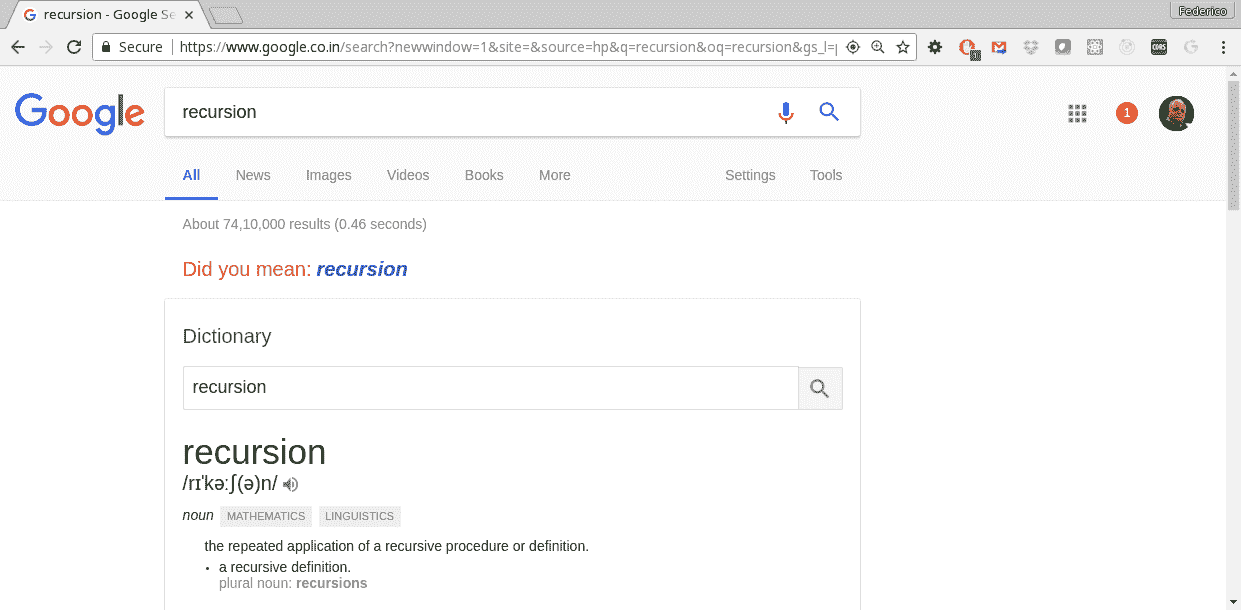 recursion - Google Se
Federico
Secure
https://www.google.co.in/search?newwindow=1&site=&source=hp&q=recursion&oq=recursion&gs_l=
CORS
Google
recursion
1
All News Images Videos Books More Settings Tools
About 74,10,000 results (0.46 seconds)
Did you mean: recursion
Dictionary
recursion
recursion
/rɪˈkəːʃ(ə)n/
noun MATHEMATICS LINGUISTICS
the repeated application of a recursive procedure or definition.
• a recursive definition.
plural noun: recursions